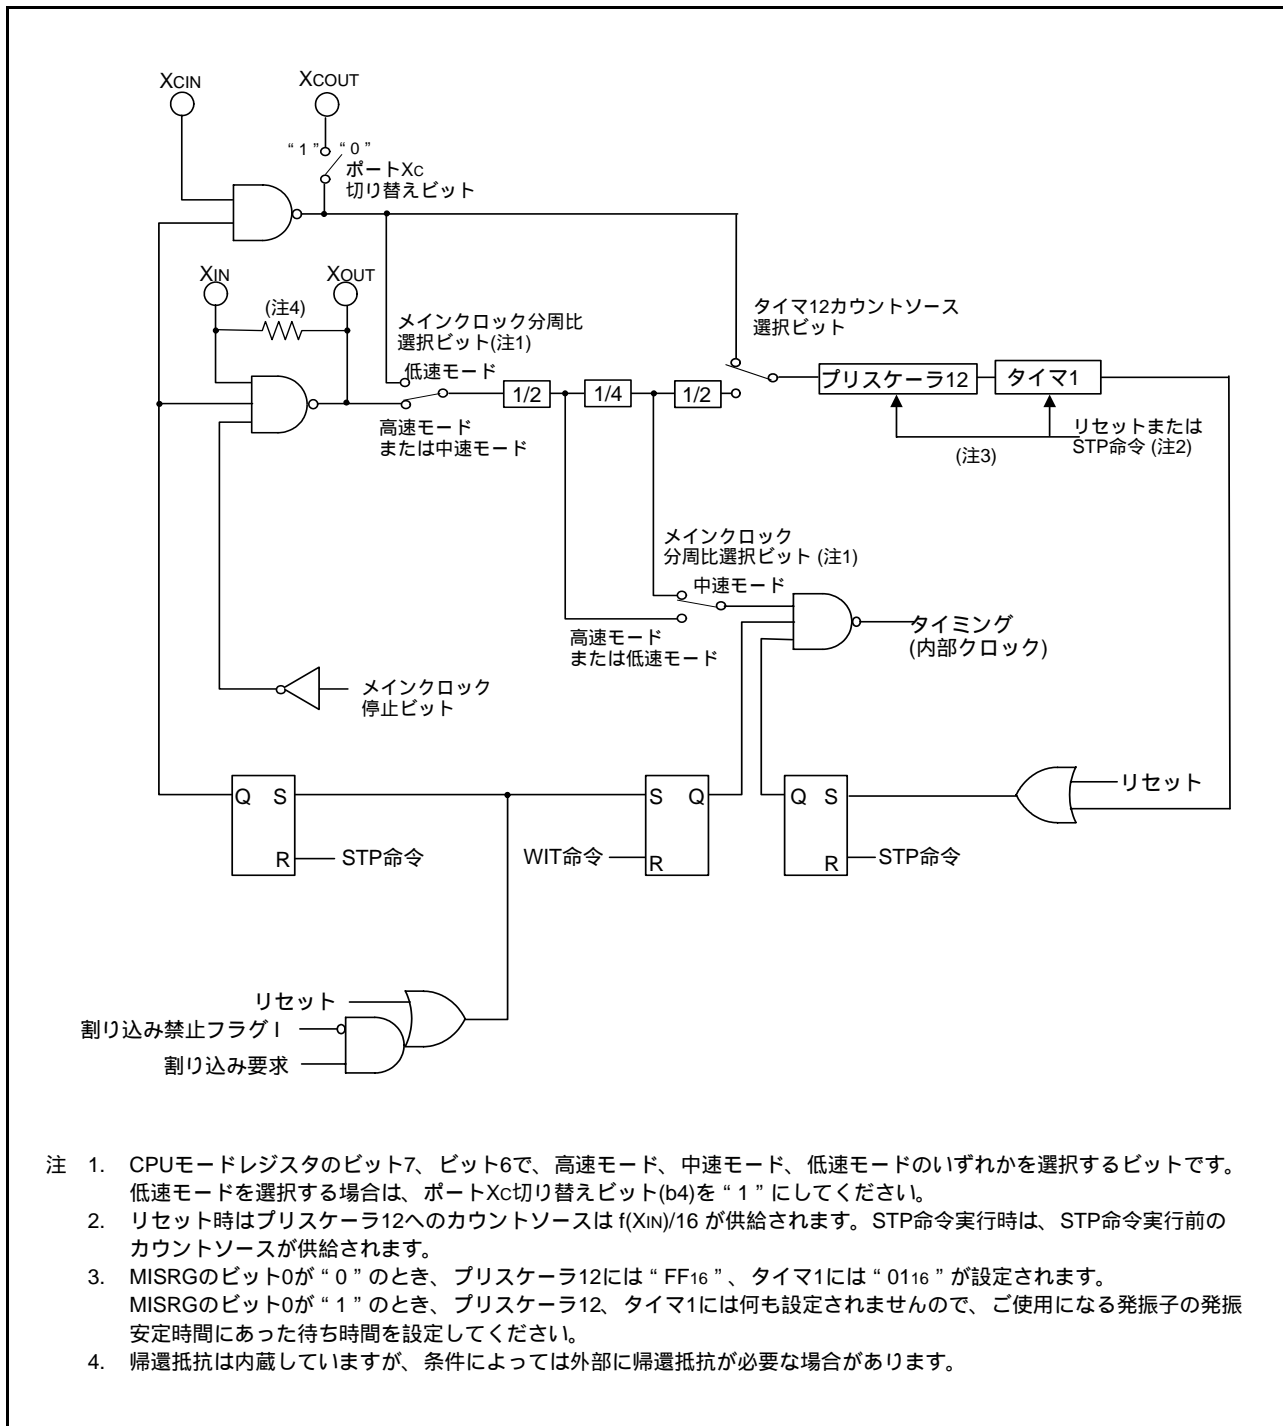 XCIN
XCOUT
“1” “0”
ポートXC
切り替えビット
XIN
XOUT
(注4)
メインクロック分周比
選択ビット(注1)
低速モード
タイマ12カウントソース
選択ビット
1/2
1/4
1/2
プリスケーラ12
タイマ1
高速モード
または中速モード
(注3)
リセットまたは
STP命令 (注2)
メインクロック
分周比選択ビット (注1)
中速モード
高速モード
または低速モード
タイミング
(内部クロック)
メインクロック
停止ビット
Q S
R
STP命令
S Q
R
WIT命令
Q S
R
STP命令
リセット
リセット
割り込み禁止フラグ I
割り込み要求
注 1. CPUモードレジスタのビット7、ビット6で、高速モード、中速モード、低速モードのいずれかを選択するビットです。
低速モードを選択する場合は、ポートXC切り替えビット(b4)を“1”にしてください。
2. リセット時はプリスケーラ12へのカウントソースは f(XIN)/16 が供給されます。STP命令実行時は、STP命令実行前の
カウントソースが供給されます。
3. MISRGのビット0が“0”のとき、プリスケーラ12には“FF16”、タイマ1には“0116”が設定されます。
MISRGのビット0が“1”のとき、プリスケーラ12、タイマ1には何も設定されませんので、ご使用になる発振子の発振
安定時間にあった待ち時間を設定してください。
4. 帰還抵抗は内蔵していますが、条件によっては外部に帰還抵抗が必要な場合があります。